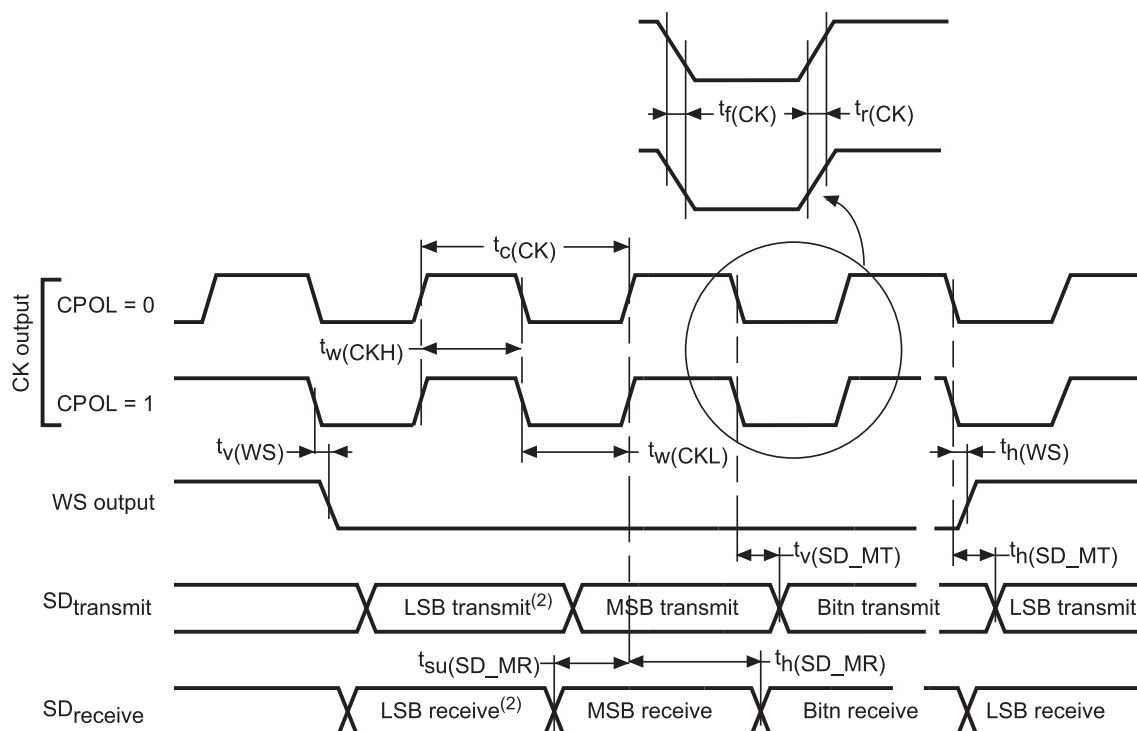 tf(CK)
tr(CK)
tc(CK)
CK output
CPOL = 0
tw(CKH)
CPOL = 1
tv(WS)
tw(CKL)
th(WS)
WS output
tv(SD_MT)
th(SD_MT)
SDtransmit
LSB transmit(2)
MSB transmit
Bitn transmit
LSB transmit
tsu(SD_MR)
th(SD_MR)
SDreceive
LSB receive(2)
MSB receive
Bitn receive
LSB receive